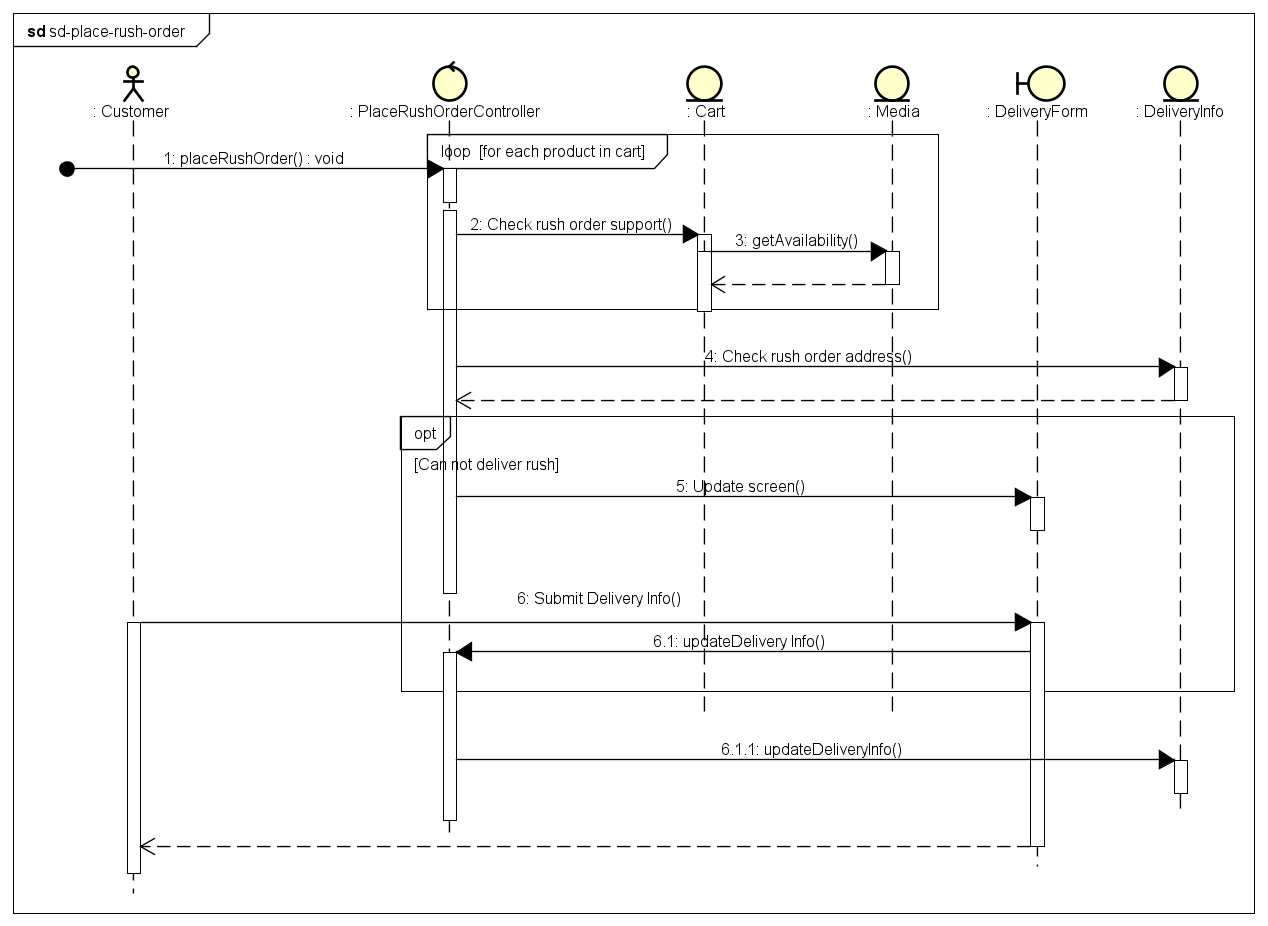 sd sd-place-rush-order
: Customer
: PlaceRushOrderController
: Cart
: Media
: DeliveryForm
: DeliveryInfo
loop [for each product in cart]
1: placeRushOrder() : void
2: Check rush order support()
3: getAvailability()
4: Check rush order address()
opt
[Can not deliver rush]
5: Update screen()
6: Submit Delivery Info()
6.1: updateDelivery Info()
6.1.1: updateDeliveryInfo()